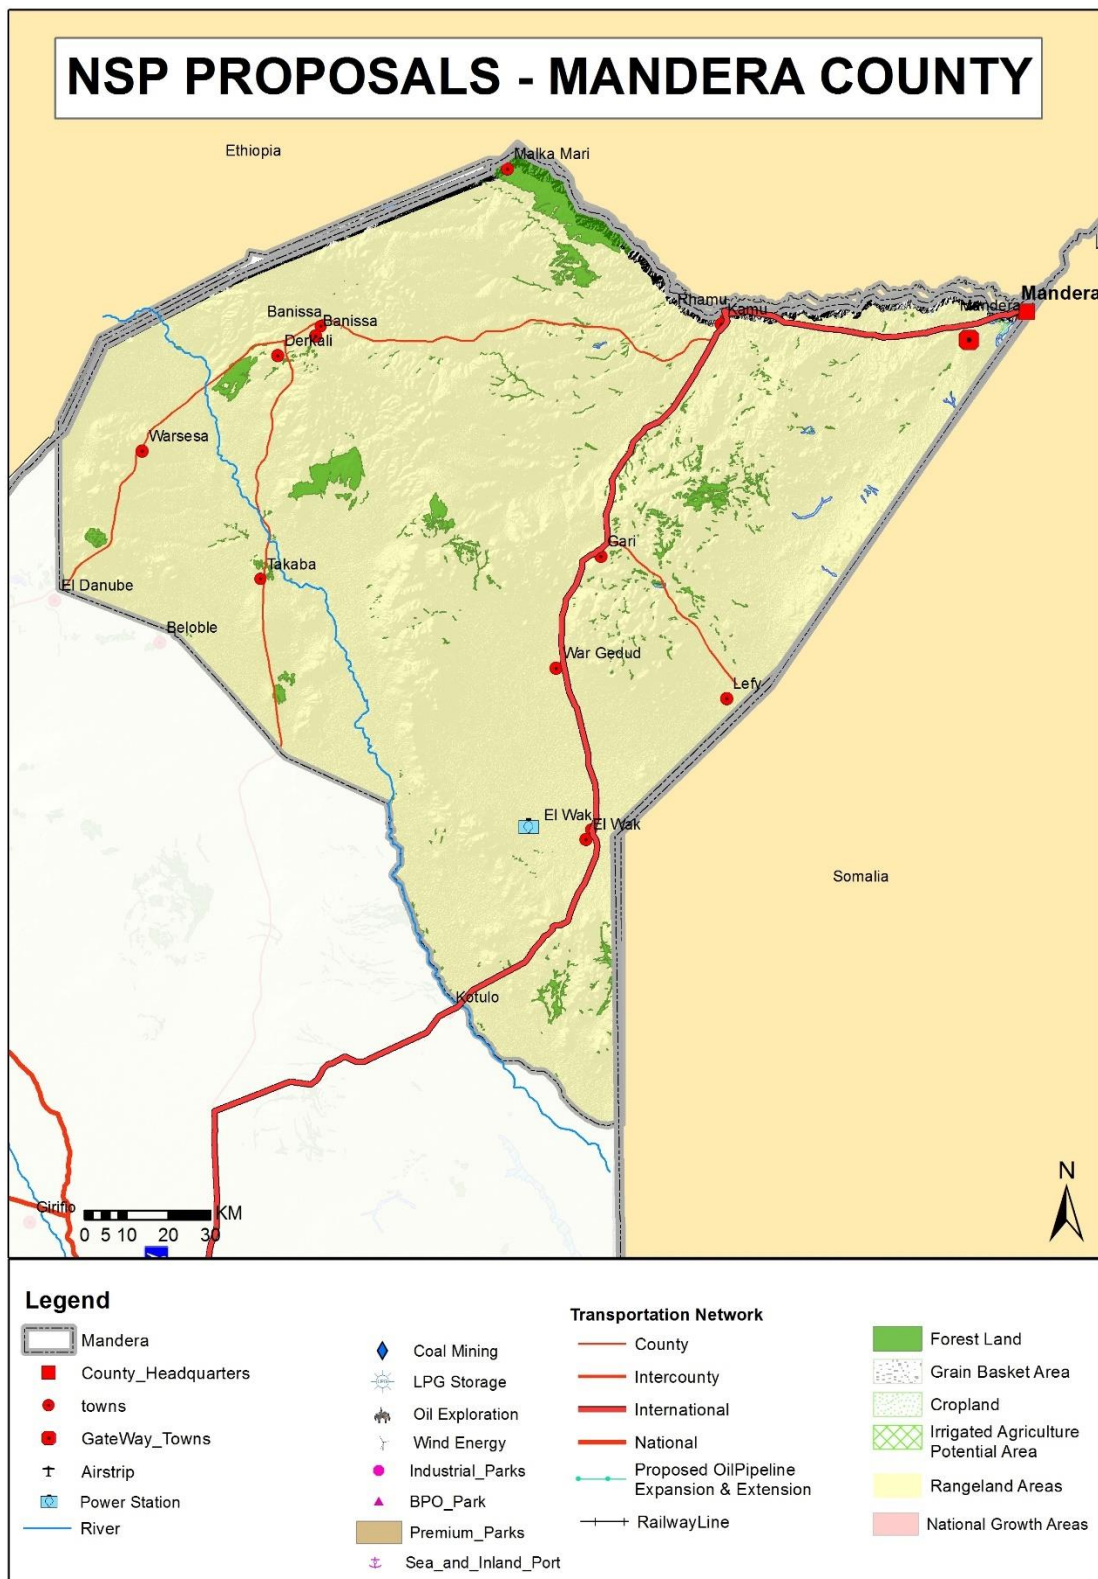 NSP PROPOSALS - MANDERA COUNTY
Ethiopia
Malka Mari
Rhamu
Kamu
Mandera
Mandera
Banissa
Banissa
Derkali
Warsesa
Gari
Takaba
El Danube
Beloble
War Gedud
Lefy
El Wak
El Wak
Somalia
Kotulo
N
Girifto
KM
0 5 10 20 30
Legend
Mandera
County_Headquarters
towns
GateWay_Towns
Airstrip
Power Station
River
Coal Mining
LPG Storage
Oil Exploration
Wind Energy
Industrial_Parks
BPO_Park
Premium_Parks
Sea_and_Inland_Port
Transportation Network
County
Intercounty
International
National
Proposed OilPipeline
Expansion & Extension
RailwayLine
Forest Land
Grain Basket Area
Cropland
Irrigated Agriculture
Potential Area
Rangeland Areas
National Growth Areas